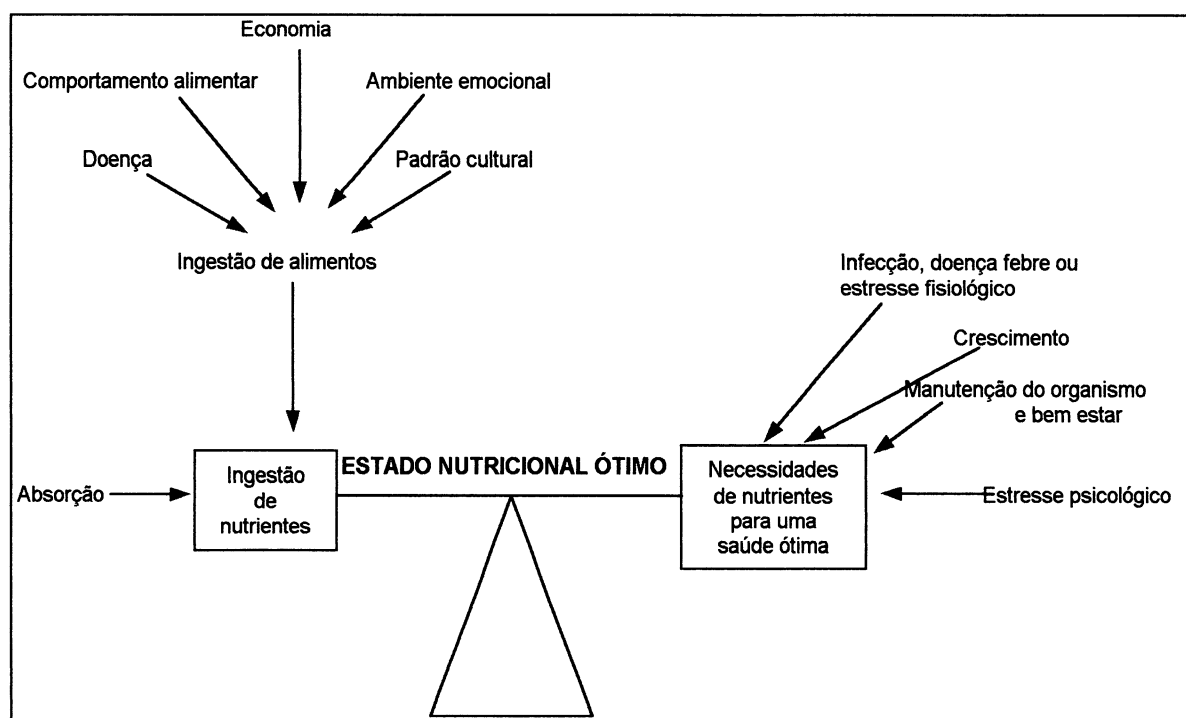 Economia
Comportamento alimentar
Ambiente emocional
Doença
Padrão cultural
Ingestão de alimentos
Infecção, doença febre ou
estresse fisiológico
Crescimento
Manutenção do organismo
e bem estar
ESTADO NUTRICIONAL ÓTIMO
Absorção
Ingestão
de
nutrientes
Necessidades
de nutrientes
para uma
saúde ótima
Estresse psicológico